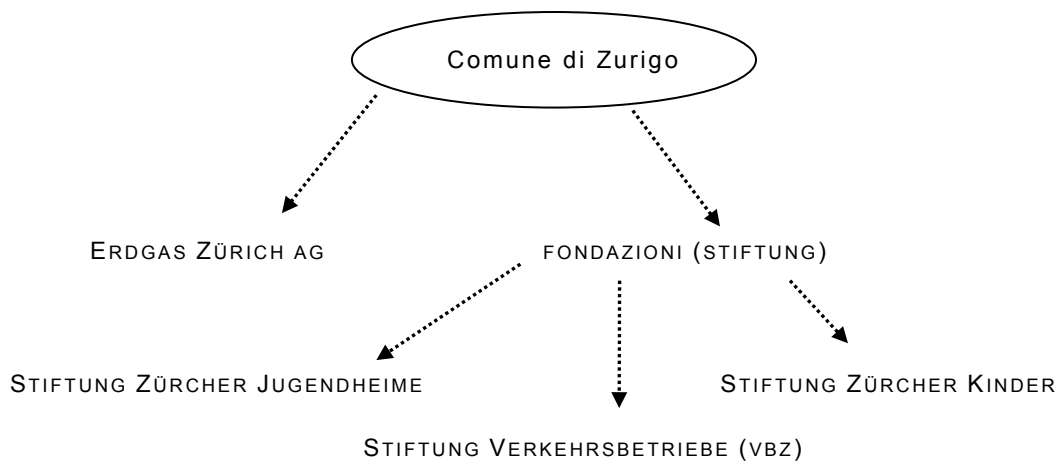 Comune di Zurigo
ERDGAS ZÜRICH AG
FONDAZIONI (STIFTUNG)
STIFTUNG ZÜRCHER JUGENDHEIME
STIFTUNG ZÜRCHER KINDER
STIFTUNG VERKEHRSBETRIEBE (VBZ)